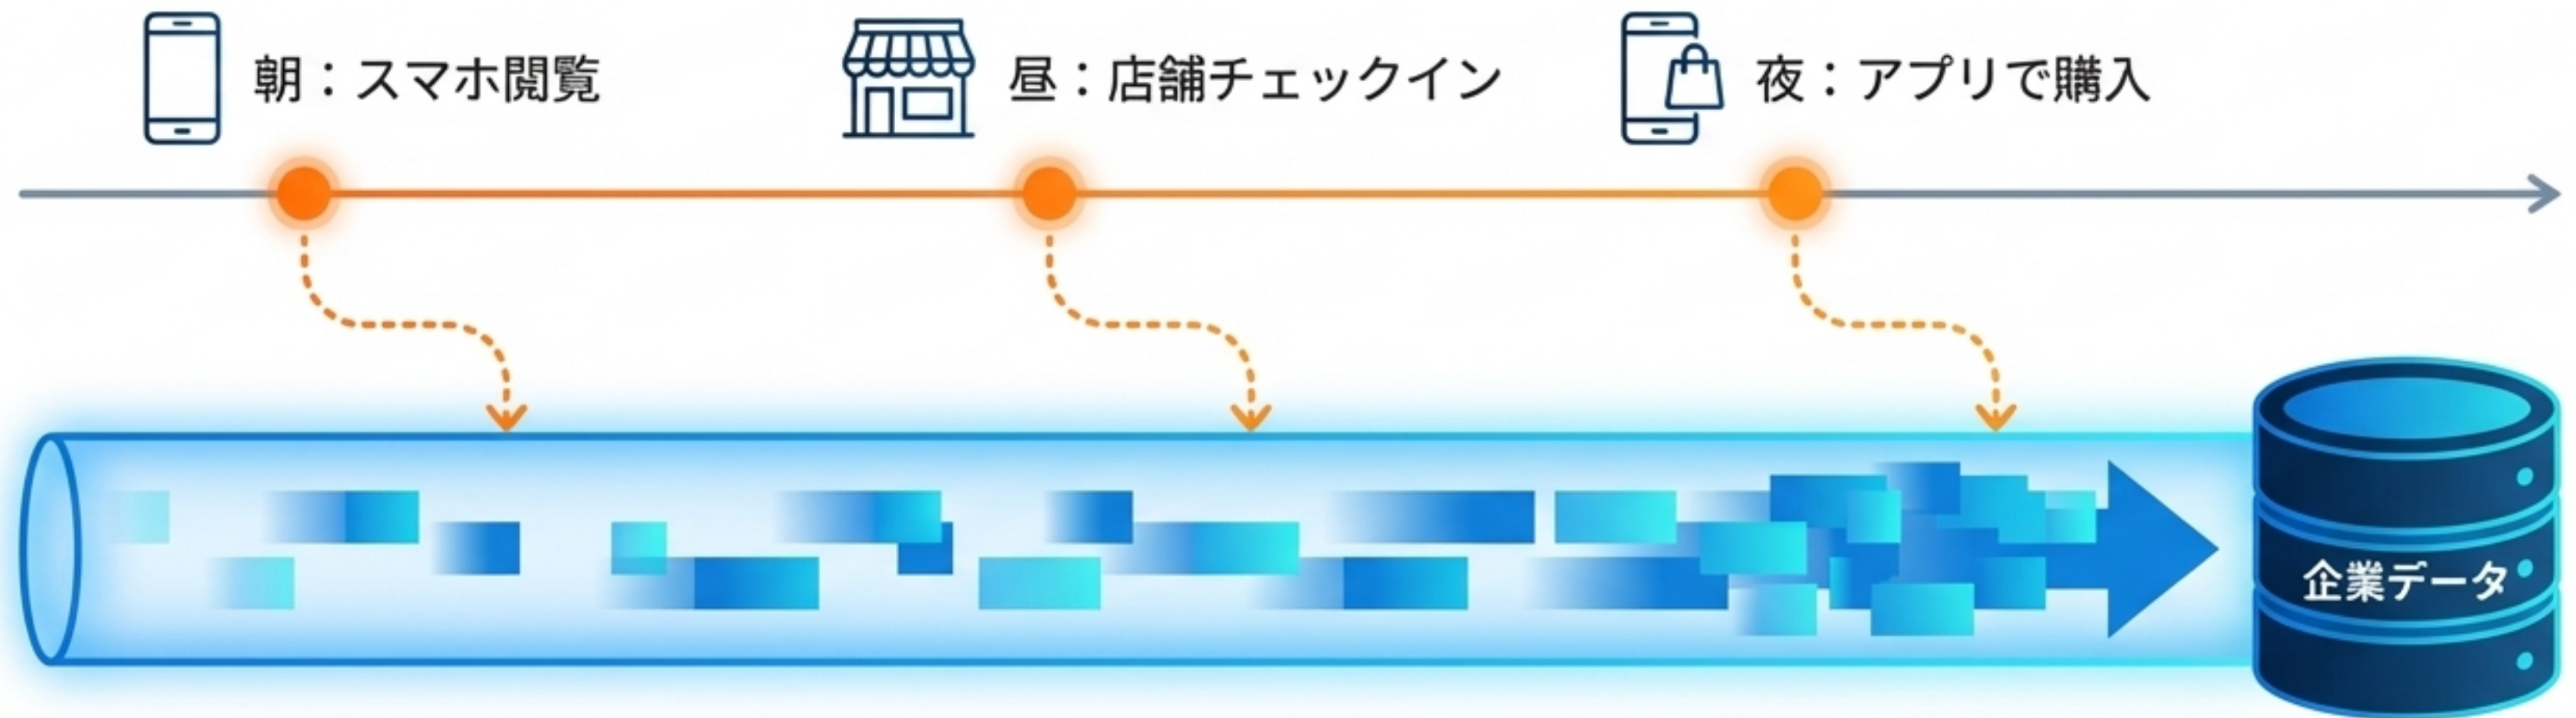 朝：スマホ閲覧
昼：店舗チェックイン
夜：アプリで購入
企業データ